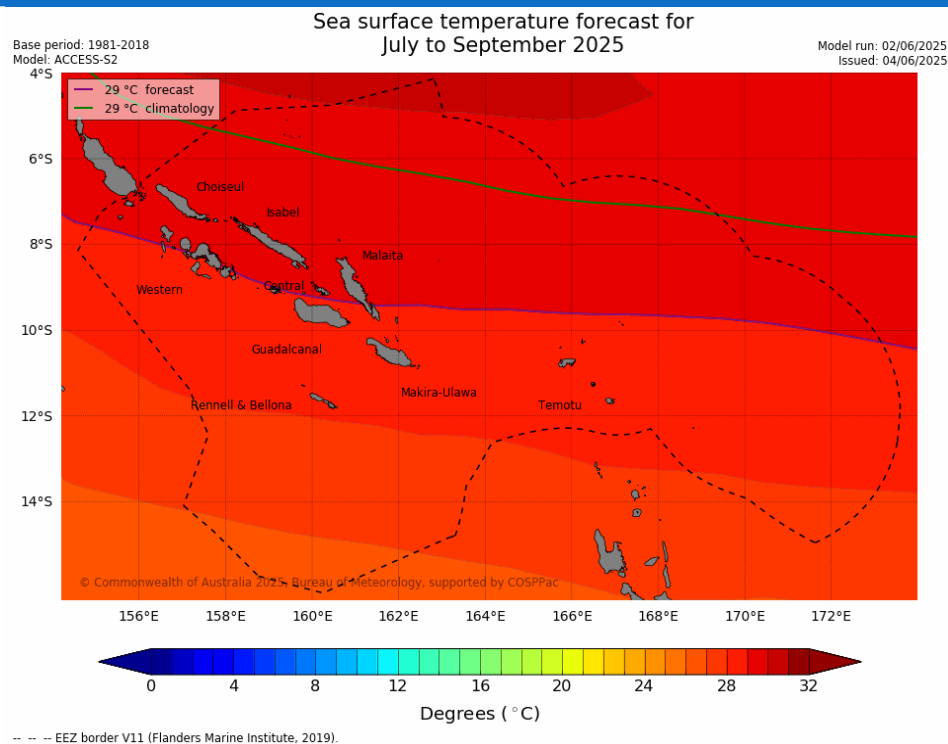 Sea surface temperature forecast for
July to September 2025
Base period: 1981-2018
Model: ACCESS-S2
Model run: 02/06/2025
Issued: 04/06/2025
29 °C forecast
29 °C climatology
4°S
6°S
8°S
10°S
12°S
14°S
Choiseul
Isabel
Malaita
Western
Central
Guadalcanal
Makira-Ulawa
Rennell & Bellona
Temotu
© Commonwealth of Australia 2025, Bureau of Meteorology, supported by COSPPac
156°E 158°E 160°E 162°E 164°E 166°E 168°E 170°E 172°E
0 4 8 12 16 20 24 28 32
Degrees (°C)
-- -- -- EEZ border V11 (Flanders Marine Institute, 2019).